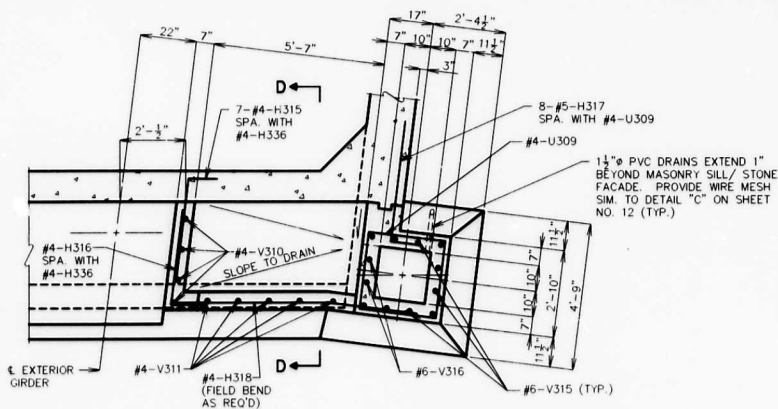 17"
2'-4½"
22"
7"
5'-7"
7"
10"
10"
7"
11½"
3"
D
7-#4-H315
SPA. WITH
#4-H336
8-#5-H317
SPA. WITH #4-U309
2'-½"
#4-U309
1½"ø PVC DRAINS EXTEND 1"
BEYOND MASONRY SILL/ STONE
FACADE. PROVIDE WIRE MESH
SIM. TO DETAIL "C" ON SHEET
NO. 12 (TYP.)
#4-H316
SPA. WITH
#4-H336
#4-V310
SLOPE TO DRAIN
11½"
7"
10"
10"
7"
11½"
2'-10"
4'-9"
D
℄ EXTERIOR
GIRDER
#4-V311
#4-H318
(FIELD BEND
AS REQ'D)
#6-V316
#6-V315 (TYP.)